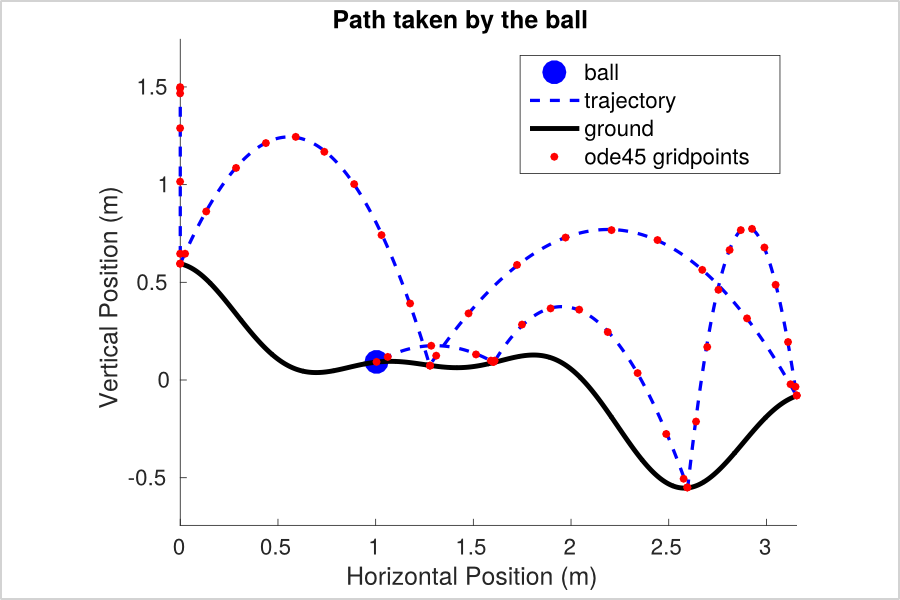 Path taken by the ball
ball
trajectory
ground
ode45 gridpoints
1.5
1
0.5
0
-0.5
Vertical Position (m)
0
0.5
1
1.5
2
2.5
3
Horizontal Position (m)